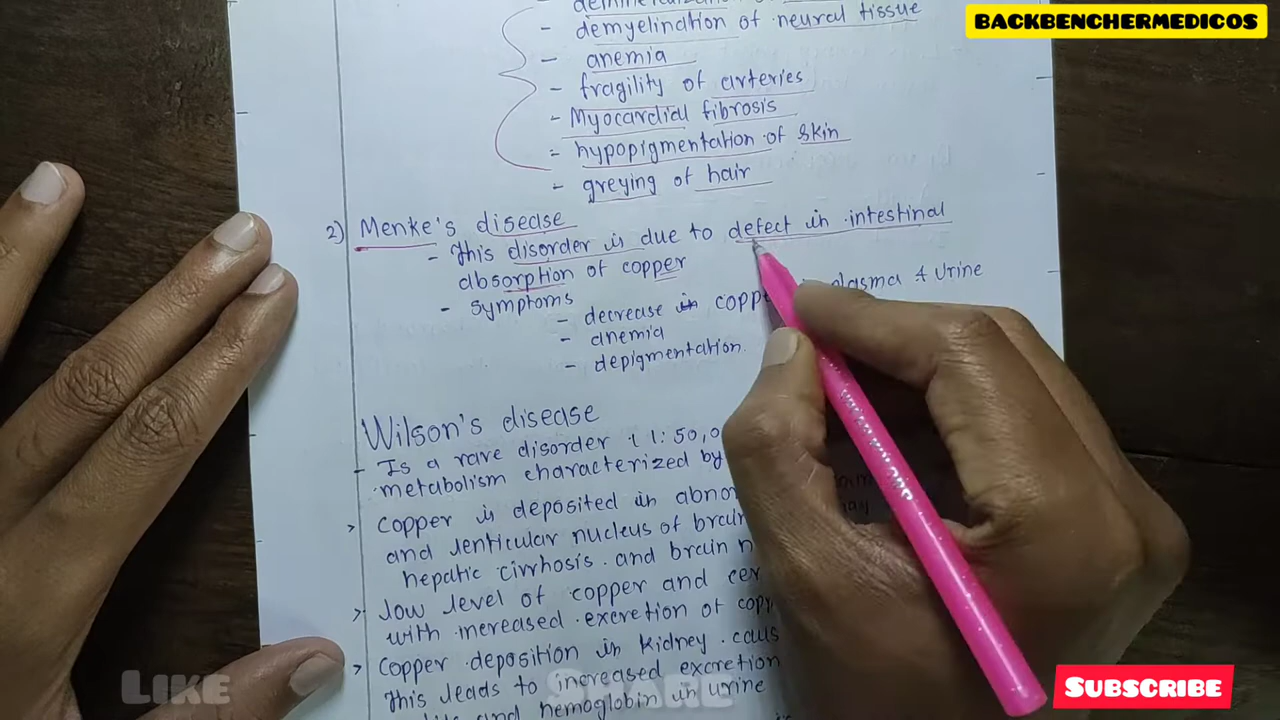 BACKBENCHERMEDICOS
- demineralization of
- demyelination of neural tissue
- anemia
- fragility of arteries
- Myocardial fibrosis
- hypopigmentation of skin
- greying of hair
2) Menke's disease
- This disorder is due to defect in intestinal
absorption of copper
- symptoms
- decrease in copp plasma & urine
- anemia
- depigmentation.
Wilson's disease
- Is a rare disorder (1:50,0
metabolism characterized by
> Copper is deposited in abnor
and lenticular nucleus of brain
hepatic cirrhosis and brain n
> low level of copper and cer
with increased excretion of copp
> Copper deposition in kidney caus
This leads to increased excretion
and hemoglobin in urine
LIKE
SHARE
SUBSCRIBE